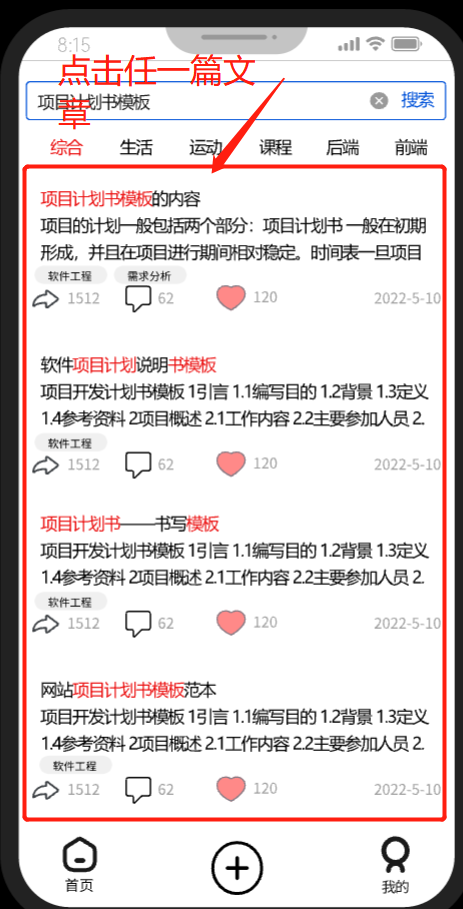 8:15
点击任一篇文
章
项目计划书模板
搜索
综合 生活 运动 课程 后端 前端
项目计划书模板的内容
项目的计划一般包括两个部分：项目计划书 一般在初期
形成，并且在项目进行期间相对稳定。时间表一旦项目
软件工程 需求分析
1512 62 120 2022-5-10
软件项目计划说明书模板
项目开发计划书模板 1引言 1.1编写目的 1.2背景 1.3定义
1.4参考资料 2项目概述 2.1工作内容 2.2主要参加人员 2.
软件工程
1512 62 120 2022-5-10
项目计划书——书写模板
项目开发计划书模板 1引言 1.1编写目的 1.2背景 1.3定义
1.4参考资料 2项目概述 2.1工作内容 2.2主要参加人员 2.
软件工程
1512 62 120 2022-5-10
网站项目计划书模板范本
项目开发计划书模板 1引言 1.1编写目的 1.2背景 1.3定义
1.4参考资料 2项目概述 2.1工作内容 2.2主要参加人员 2.
软件工程
1512 62 120 2022-5-10
首页 我的